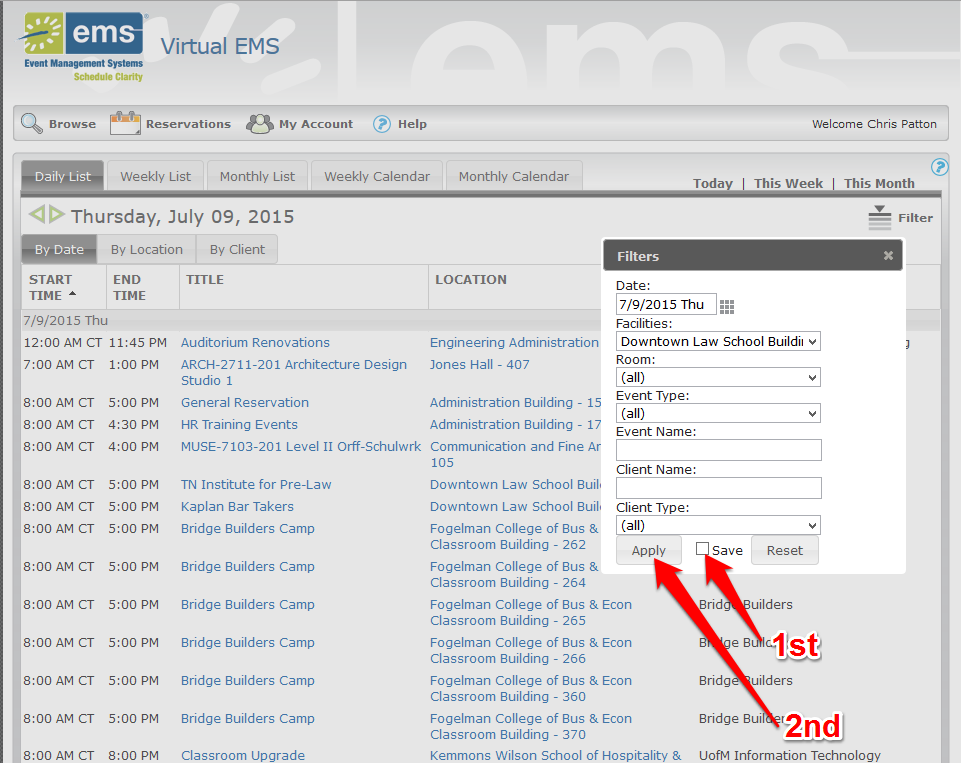 ems
Event Management Systems
Schedule Clarity
Virtual EMS
ems
Browse Reservations My Account ? Help Welcome Chris Patton
Daily List Weekly List Monthly List Weekly Calendar Monthly Calendar ?
Today | This Week | This Month
Thursday, July 09, 2015 Filter
By Date By Location By Client
START TIME END TIME TITLE LOCATION
7/9/2015 Thu
12:00 AM CT 11:45 PM Auditorium Renovations Engineering Administration
7:00 AM CT 1:00 PM ARCH-2711-201 Architecture Design Jones Hall - 407
Studio 1
8:00 AM CT 5:00 PM General Reservation Administration Building - 15
8:00 AM CT 4:30 PM HR Training Events Administration Building - 17
8:00 AM CT 4:00 PM MUSE-7103-201 Level II Orff-Schulwrk Communication and Fine Ar
105
8:00 AM CT 5:00 PM TN Institute for Pre-Law Downtown Law School Buil
8:00 AM CT 5:00 PM Kaplan Bar Takers Downtown Law School Buil
8:00 AM CT 5:00 PM Bridge Builders Camp Fogelman College of Bus &
Classroom Building - 262
8:00 AM CT 5:00 PM Bridge Builders Camp Fogelman College of Bus &
Classroom Building - 264
8:00 AM CT 5:00 PM Bridge Builders Camp Fogelman College of Bus & Econ Bridge Builders
Classroom Building - 265
8:00 AM CT 5:00 PM Bridge Builders Camp Fogelman College of Bus & Econ Bridge Builders
Classroom Building - 266
8:00 AM CT 5:00 PM Bridge Builders Camp Fogelman College of Bus & Econ Bridge Builders
Classroom Building - 360
8:00 AM CT 5:00 PM Bridge Builders Camp Fogelman College of Bus & Econ Bridge Builders
Classroom Building - 370
8:00 AM CT 8:00 PM Classroom Upgrade Kemmons Wilson School of Hospitality & UofM Information Technology
Filters
Date:
7/9/2015 Thu
Facilities:
Downtown Law School Buildin
Room:
(all)
Event Type:
(all)
Event Name:
Client Name:
Client Type:
(all)
Apply Save Reset
1st
2nd